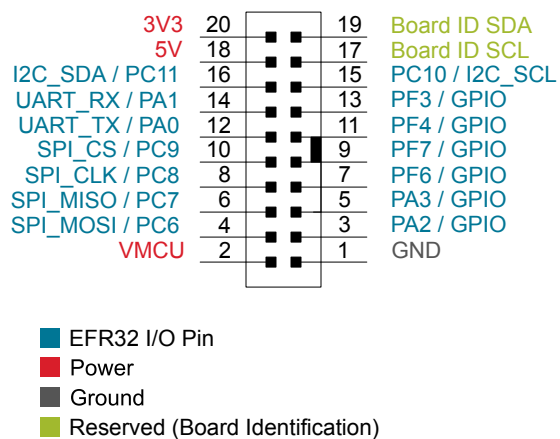 3V3 20 19 Board ID SDA
5V 18 17 Board ID SCL
I2C_SDA / PC11 16 15 PC10 / I2C_SCL
UART_RX / PA1 14 13 PF3 / GPIO
UART_TX / PA0 12 11 PF4 / GPIO
SPI_CS / PC9 10 9 PF7 / GPIO
SPI_CLK / PC8 8 7 PF6 / GPIO
SPI_MISO / PC7 6 5 PA3 / GPIO
SPI_MOSI / PC6 4 3 PA2 / GPIO
VMCU 2 1 GND
EFR32 I/O Pin
Power
Ground
Reserved (Board Identification)